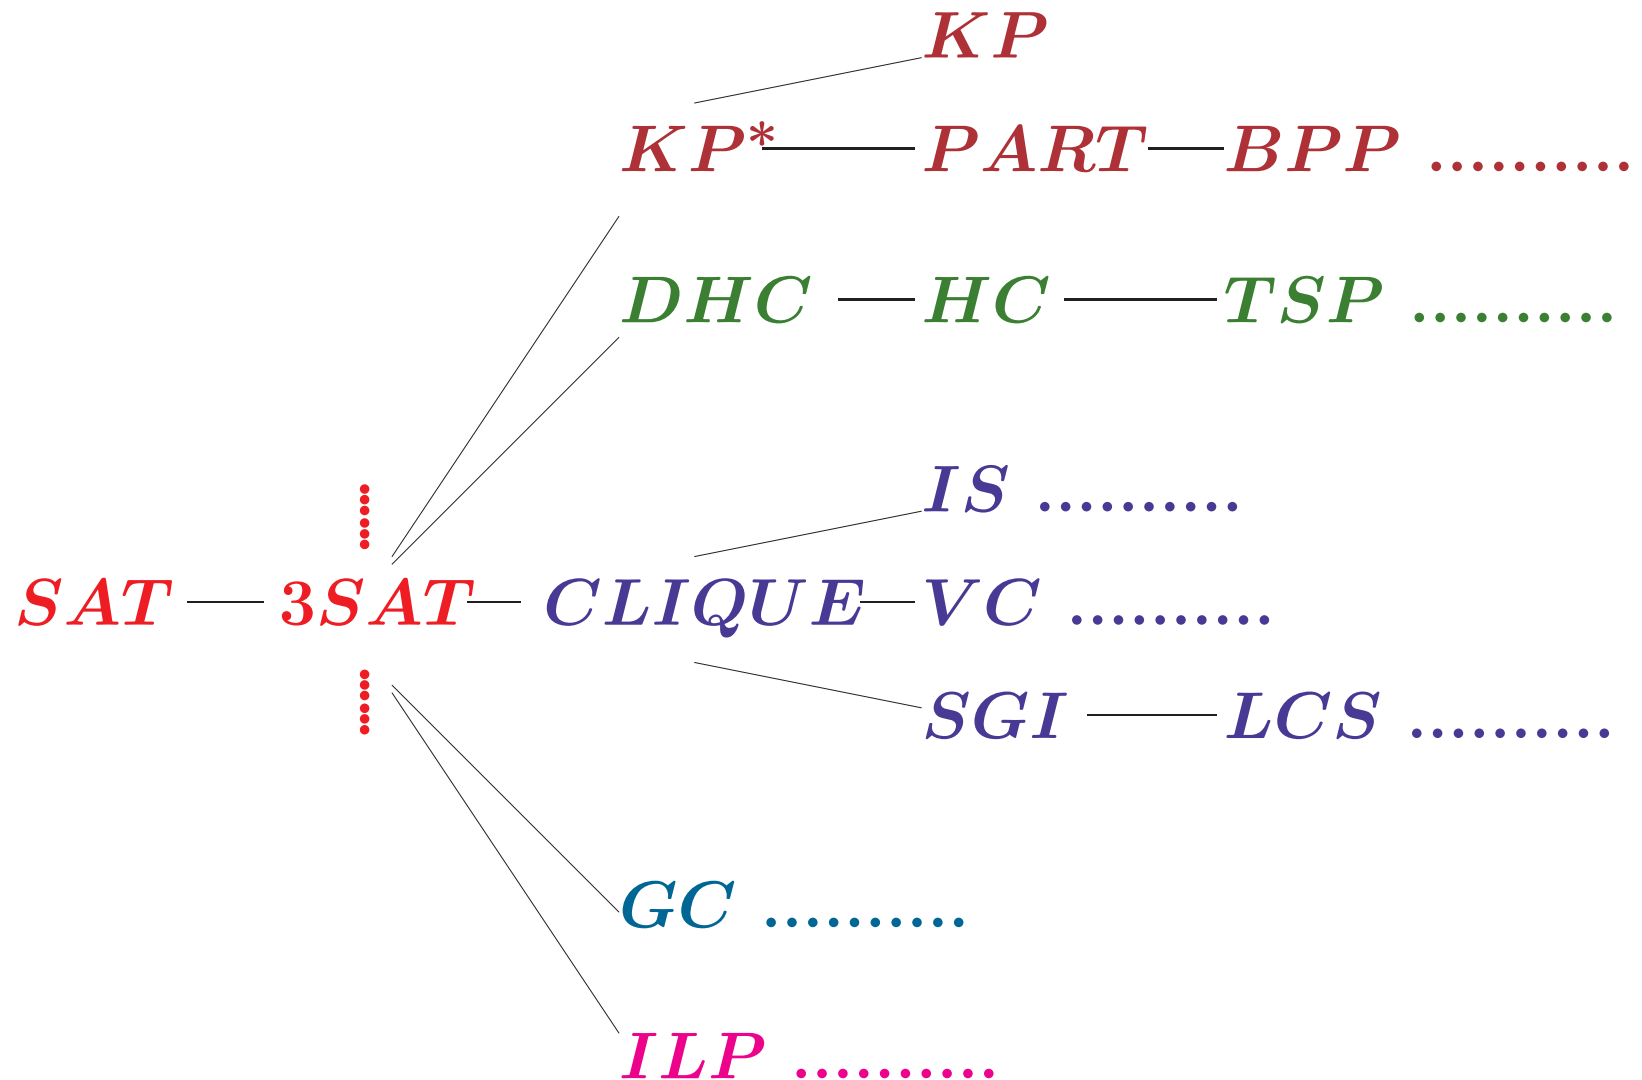 KP
KP* PART BPP ..........
DHC HC TSP ..........
IS ..........
SAT 3SAT CLIQUE VC ..........
SGI LCS ..........
GC ..........
ILP ..........